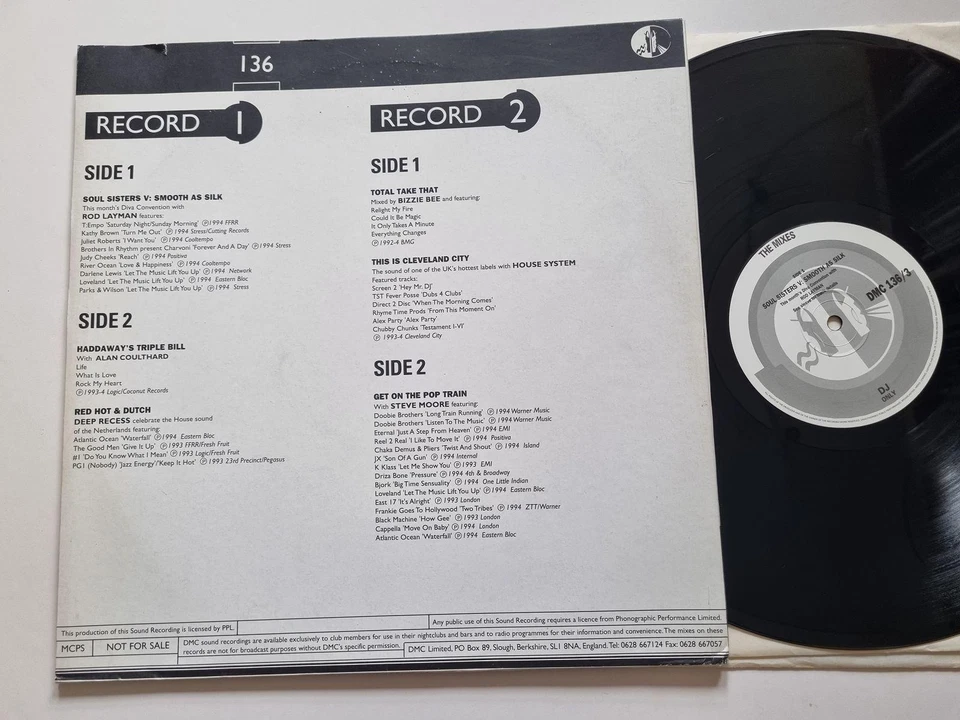 136
RECORD 1
SIDE 1
SOUL SISTERS V: SMOOTH AS SILK
This month's Diva Convention with
ROD LAYMAN features:
T:Empo 'Saturday Night/Sunday Morning' ℗1994 FFRR
Kathy Brown 'Turn Me Out' ℗1994 Stress/Cutting Records
Juliet Roberts 'I Want You' ℗1994 Cooltempo
Brothers In Rhythm present Charvoni 'Forever And A Day' ℗1994 Stress
Judy Cheeks 'Reach' ℗1994 Positiva
River Ocean 'Love & Happiness' ℗1994 Cooltempo
Darlene Lewis 'Let The Music Lift You Up' ℗1994 Network
Loveland 'Let The Music Lift You Up' ℗1994 Eastern Bloc
Parks & Wilson 'Let The Music Lift You Up' ℗1994 Stress
SIDE 2
HADDAWAY'S TRIPLE BILL
With ALAN COULTHARD
Life
What Is Love
Rock My Heart
℗1993-4 Logic/Coconut Records
RED HOT & DUTCH
DEEP RECESS celebrate the House sound
of the Netherlands featuring:
Atlantic Ocean 'Waterfall' ℗1994 Eastern Bloc
The Good Men 'Give It Up' ℗1993 FFRR/Fresh Fruit
#1 'Do You Know What I Mean' ℗1993 Logic/Fresh Fruit
PG1 (Nobody) 'Jazz Energy'/'Keep It Hot' ℗1993 23rd Precinct/Pegasus
RECORD 2
SIDE 1
TOTAL TAKE THAT
Mixed by BIZZIE BEE and featuring:
Relight My Fire
Could It Be Magic
It Only Takes A Minute
Everything Changes
℗1992-4 BMG
THIS IS CLEVELAND CITY
The sound of one of the UK's hottest labels with HOUSE SYSTEM
Featured tracks:
Screen 2 'Hey Mr. DJ'
TST Fever Posse 'Dubs 4 Clubs'
Direct 2 Disc 'When The Morning Comes'
Rhyme Time Prods 'From This Moment On'
Alex Party 'Alex Party'
Chubby Chunks 'Testament I-VI'
℗ 1993-4 Cleveland City
SIDE 2
GET ON THE POP TRAIN
With STEVE MOORE featuring:
Doobie Brothers 'Long Train Running' ℗1994 Warner Music
Doobie Brothers 'Listen To The Music' ℗1994 Warner Music
Eternal 'Just A Step From Heaven' ℗1994 EMI
Reel 2 Real 'I Like To Move It' ℗1994 Positiva
Chaka Demus & Pliers 'Twist And Shout' ℗1994 Island
JX 'Son Of A Gun' ℗1994 Internal
K Klass 'Let Me Show You' ℗1993 EMI
Driza Bone 'Pressure' ℗1994 4th & Broadway
Bjork 'Big Time Sensuality' ℗1994 One Little Indian
Loveland 'Let The Music Lift You Up' ℗1994 Eastern Bloc
East 17 'It's Alright' ℗1993 London
Frankie Goes To Hollywood 'Two Tribes' ℗1994 ZTT/Warner
Black Machine 'How Gee' ℗1993 London
Cappella 'Move On Baby' ℗1994 London
Atlantic Ocean 'Waterfall' ℗1994 Eastern Bloc
This production of this Sound Recording is licensed by PPL.
Any public use of this Sound Recording requires a licence from Phonographic Performance Limited.
MCPS NOT FOR SALE
DMC sound recordings are available exclusively to club members for use in their nightclubs and bars and to radio programmes for their information and convenience. The mixes on these
records are not for broadcast purposes without DMC's specific permission.
DMC Limited, PO Box 89, Slough, Berkshire, SL1 8NA, England. Tel: 0628 667124 Fax: 0628 667057
THE MIXES
SOUL SISTERS V: SMOOTH AS SILK
This month's Diva Convention with
ROD LAYMAN
DMC 136/3
DJ
ONLY